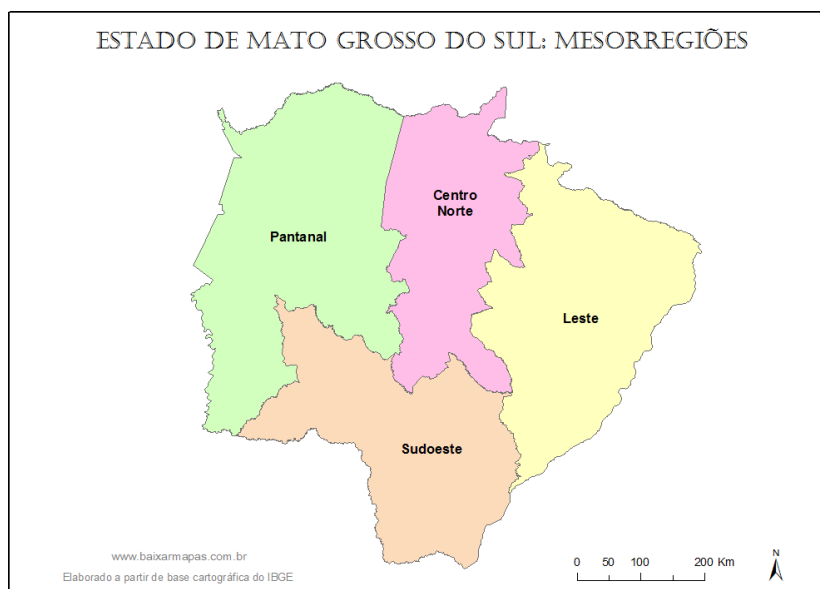 ESTADO DE MATO GROSSO DO SUL: MESORREGIÕES
Centro
Norte
Pantanal
Leste
Sudoeste
www.baixarmapas.com.br
Elaborado a partir de base cartográfica do IBGE
0 50 100 200 Km
N